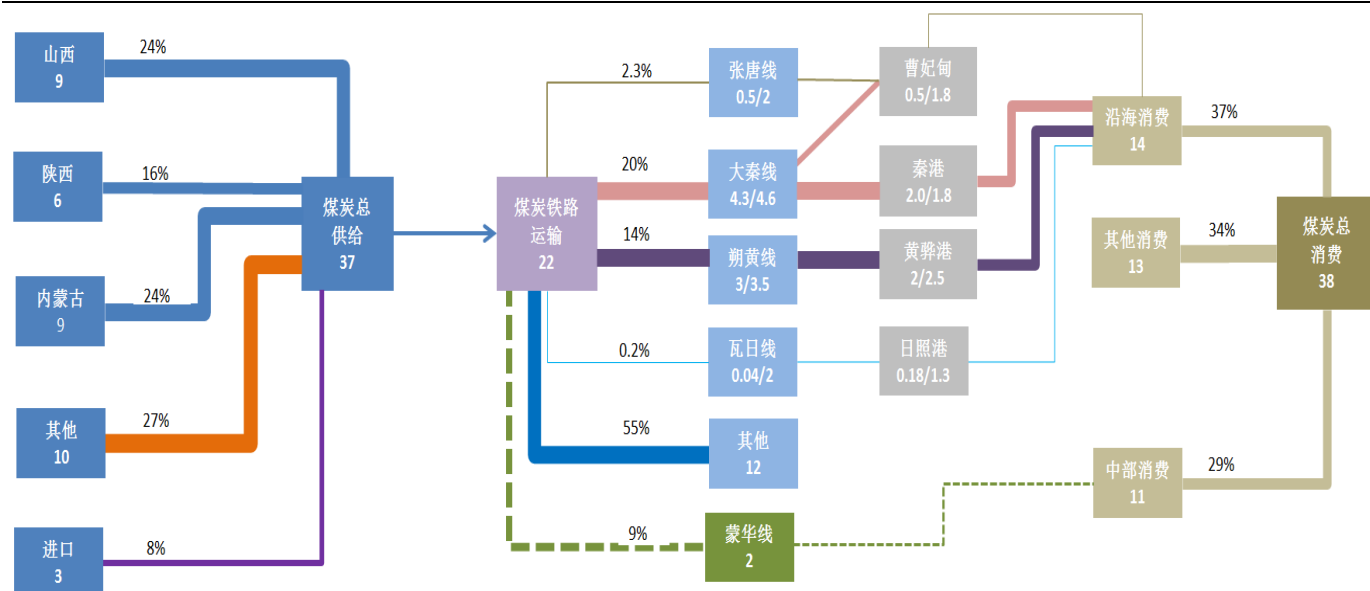 山西
9
24%
陕西
6
16%
内蒙古
9
24%
其他
10
27%
进口
3
8%
煤炭总
供给
37
煤炭铁路
运输
22
2.3%
张唐线
0.5/2
20%
大秦线
4.3/4.6
14%
朔黄线
3/3.5
0.2%
瓦日线
0.04/2
55%
其他
12
9%
蒙华线
2
曹妃甸
0.5/1.8
秦港
2.0/1.8
黄骅港
2/2.5
日照港
0.18/1.3
沿海消费
14
37%
其他消费
13
34%
中部消费
11
29%
煤炭总
消费
38